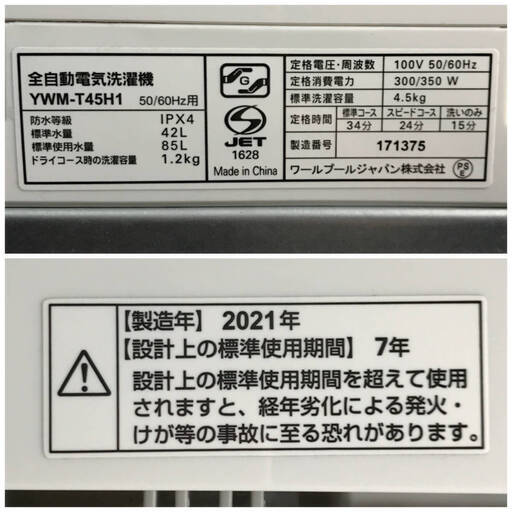 全自動電気洗濯機
YWM-T45H1 50/60Hz用
防水等級 IPX4
標準水量 42L
標準使用水量 85L
ドライコース時の洗濯容量 1.2kg
G
S
JET
1628
Made in China
定格電圧・周波数 100V 50/60Hz
定格消費電力 300/350 W
標準洗濯容量 4.5kg
定格時間 標準コース スピードコース 洗いのみ
34分 24分 15分
製造番号 171375
ワールプールジャパン株式会社 PSE
【製造年】 2021年
【設計上の標準使用期間】 7年
設計上の標準使用期間を超えて使用
されますと、経年劣化による発火・
けが等の事故に至る恐れがあります。